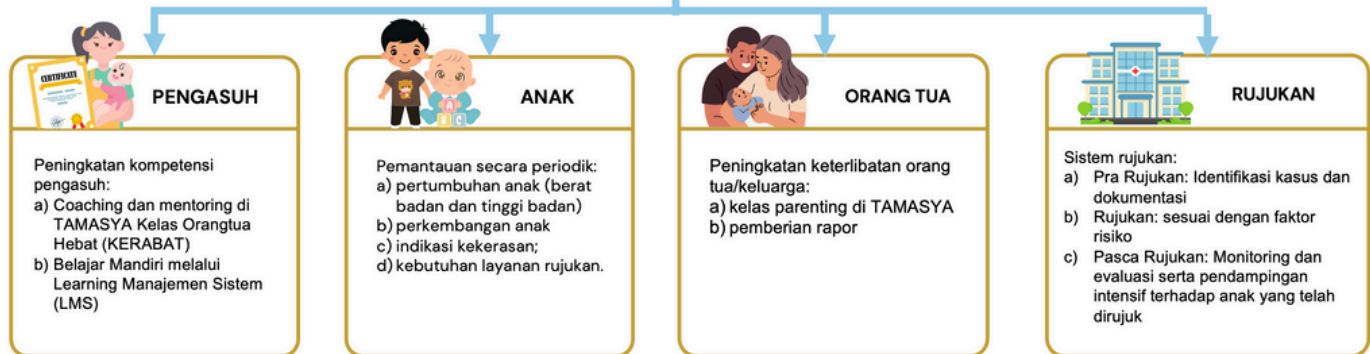 CERTIFICATE
PENGASUH
Peningkatan kompetensi
pengasuh:
a) Coaching dan mentoring di
TAMASYA Kelas Orangtua
Hebat (KERABAT)
b) Belajar Mandiri melalui
Learning Manajemen Sistem
(LMS)
A
B C
ANAK
Pemantauan secara periodik:
a) pertumbuhan anak (berat
badan dan tinggi badan)
b) perkembangan anak
c) indikasi kekerasan;
d) kebutuhan layanan rujukan.
ORANG TUA
Peningkatan keterlibatan orang
tua/keluarga:
a) kelas parenting di TAMASYA
b) pemberian rapor
RUJUKAN
Sistem rujukan:
a) Pra Rujukan: Identifikasi kasus dan
dokumentasi
b) Rujukan: sesuai dengan faktor
risiko
c) Pasca Rujukan: Monitoring dan
evaluasi serta pendampingan
intensif terhadap anak yang telah
dirujuk